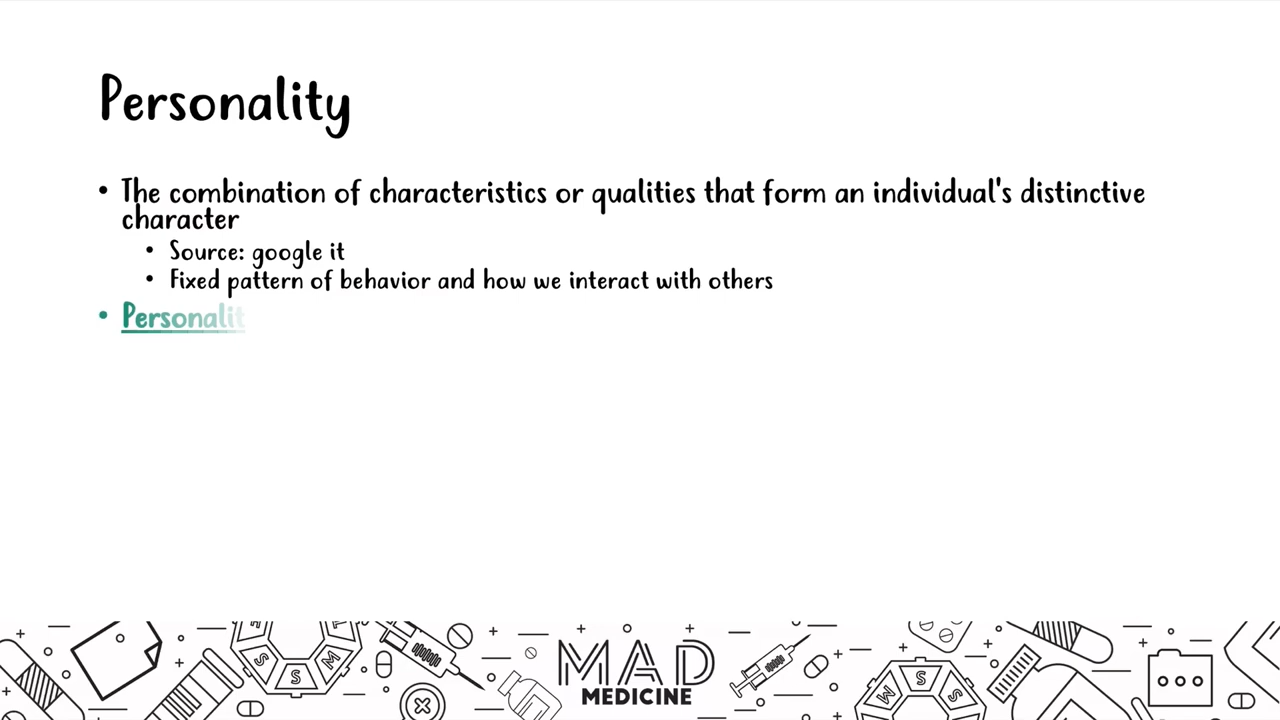 Personality
• The combination of characteristics or qualities that form an individual's distinctive
character
• Source: google it
• Fixed pattern of behavior and how we interact with others
• Personalit
MAD
MEDICINE
S
S
M
M
S
S